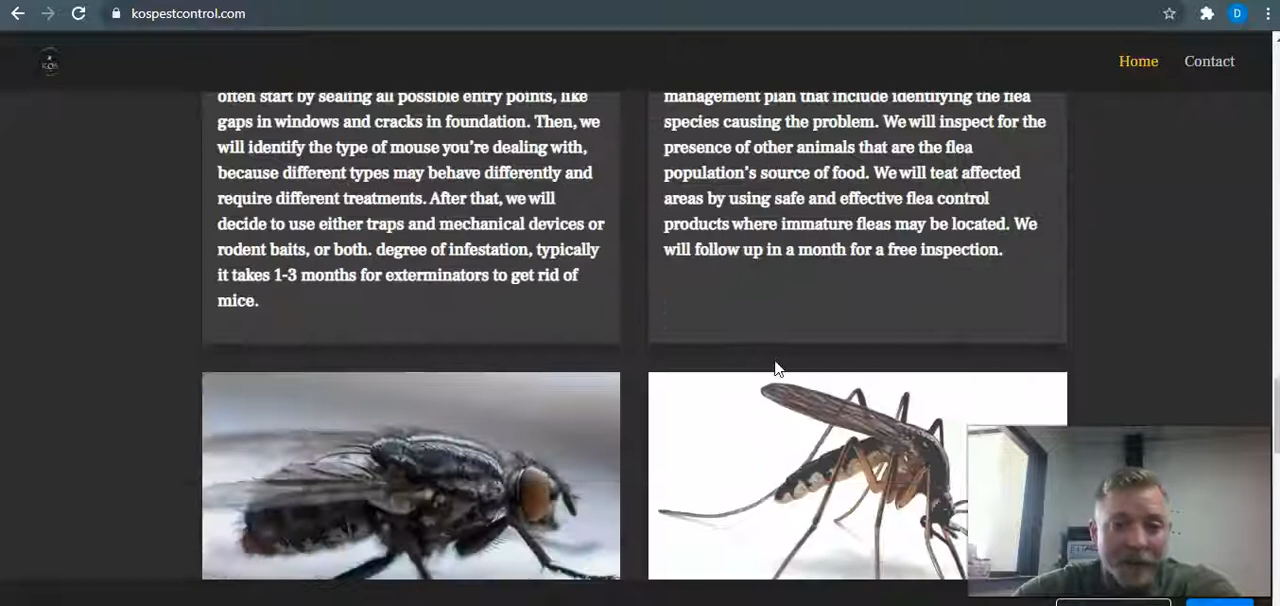 kospestcontrol.com
D
KOS
Home
Contact
often start by sealing all possible entry points, like
gaps in windows and cracks in foundation. Then, we
will identify the type of mouse you're dealing with,
because different types may behave differently and
require different treatments. After that, we will
decide to use either traps and mechanical devices or
rodent baits, or both. degree of infestation, typically
it takes 1-3 months for exterminators to get rid of
mice.
management plan that include identifying the flea
species causing the problem. We will inspect for the
presence of other animals that are the flea
population's source of food. We will teat affected
areas by using safe and effective flea control
products where immature fleas may be located. We
will follow up in a month for a free inspection.